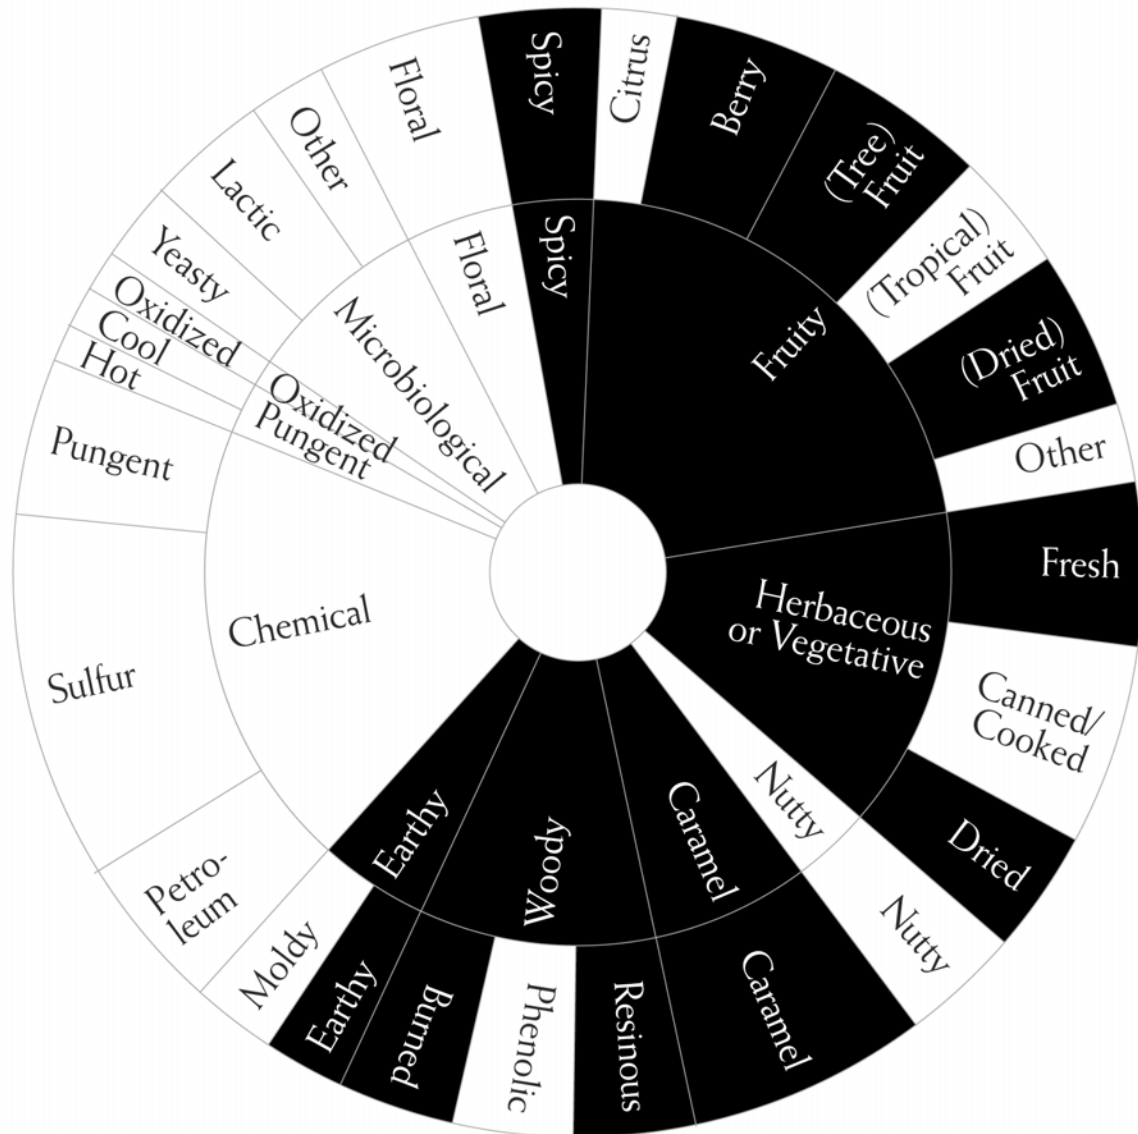 Spicy
Citrus
Berry
(Tree)
Fruit
(Tropical)
Fruit
(Dried)
Fruit
Other
Fresh
Canned/
Cooked
Dried
Nutty
Caramel
Resinous
Phenolic
Burned
Earthy
Moldy
Petro-
leum
Sulfur
Pungent
Hot
Cool
Oxidized
Yeasty
Lactic
Other
Floral
Spicy
Fruity
Herbaceous
or Vegetative
Nutty
Caramel
Woody
Earthy
Chemical
Pungent
Oxidized
Microbiological
Floral